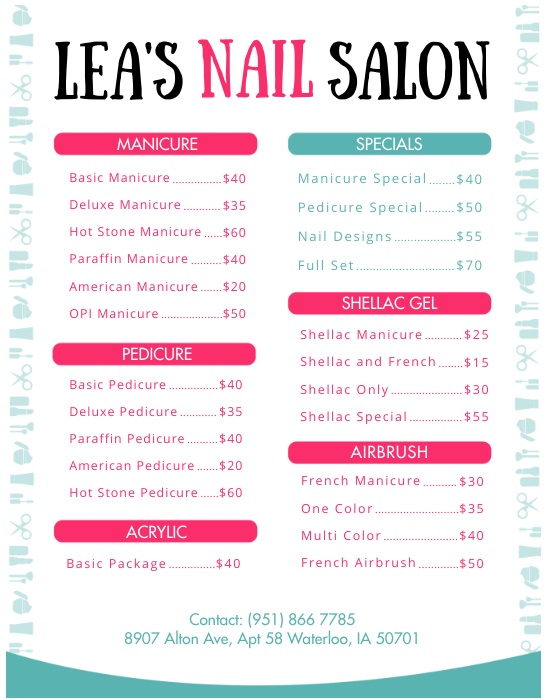 LEA'S NAIL SALON
MANICURE
Basic Manicure ............... $40
Deluxe Manicure ............ $35
Hot Stone Manicure ...... $60
Paraffin Manicure .......... $40
American Manicure ....... $20
OPI Manicure .................... $50
PEDICURE
Basic Pedicure .............. $40
Deluxe Pedicure ........... $35
Paraffin Pedicure ......... $40
American Pedicure ....... $20
Hot Stone Pedicure ...... $60
ACRYLIC
Basic Package .............. $40
SPECIALS
Manicure Special ....... $40
Pedicure Special ........ $50
Nail Designs ................. $55
Full Set ........................... $70
SHELLAC GEL
Shellac Manicure ......... $25
Shellac and French ........ $15
Shellac Only .................... $30
Shellac Special ............... $55
AIRBRUSH
French Manicure .......... $30
One Color ........................ $35
Multi Color ..................... $40
French Airbrush ............ $50
Contact: (951) 866 7785
8907 Alton Ave, Apt 58 Waterloo, IA 50701